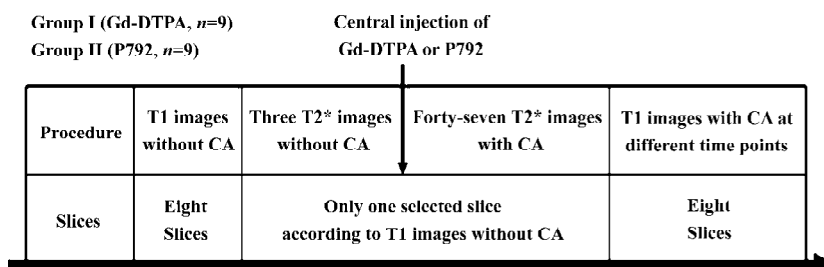 Group I (Gd-DTPA, n=9)
Group II (P792, n=9)
Central injection of
Gd-DTPA or P792
Procedure
T1 images
without CA
Three T2* images
without CA
Forty-seven T2* images
with CA
T1 images with CA at
different time points
Slices
Eight
Slices
Only one selected slice
according to T1 images without CA
Eight
Slices